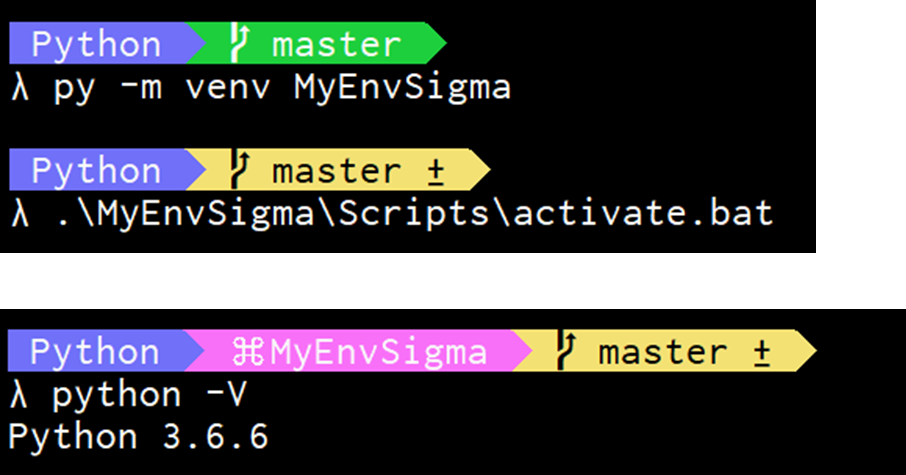 Python master
λ py -m venv MyEnvSigma
Python master ±
λ .\MyEnvSigma\Scripts\activate.bat
Python ⌘MyEnvSigma master ±
λ python -V
Python 3.6.6